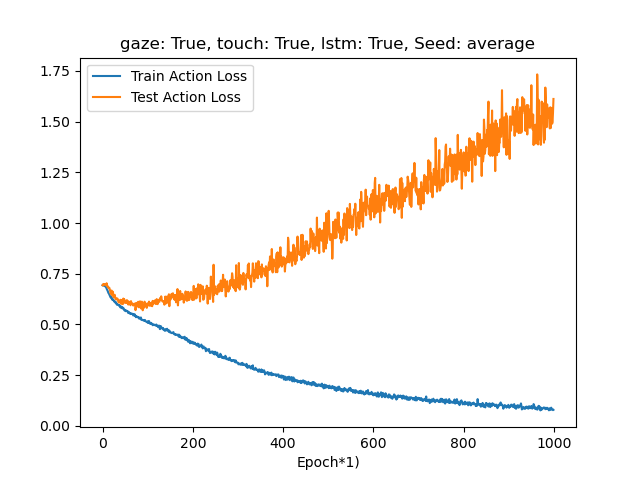 gaze: True, touch: True, lstm: True, Seed: average
Train Action Loss
Test Action Loss
1.75
1.50
1.25
1.00
0.75
0.50
0.25
0.00
0 200 400 600 800 1000
Epoch*1)